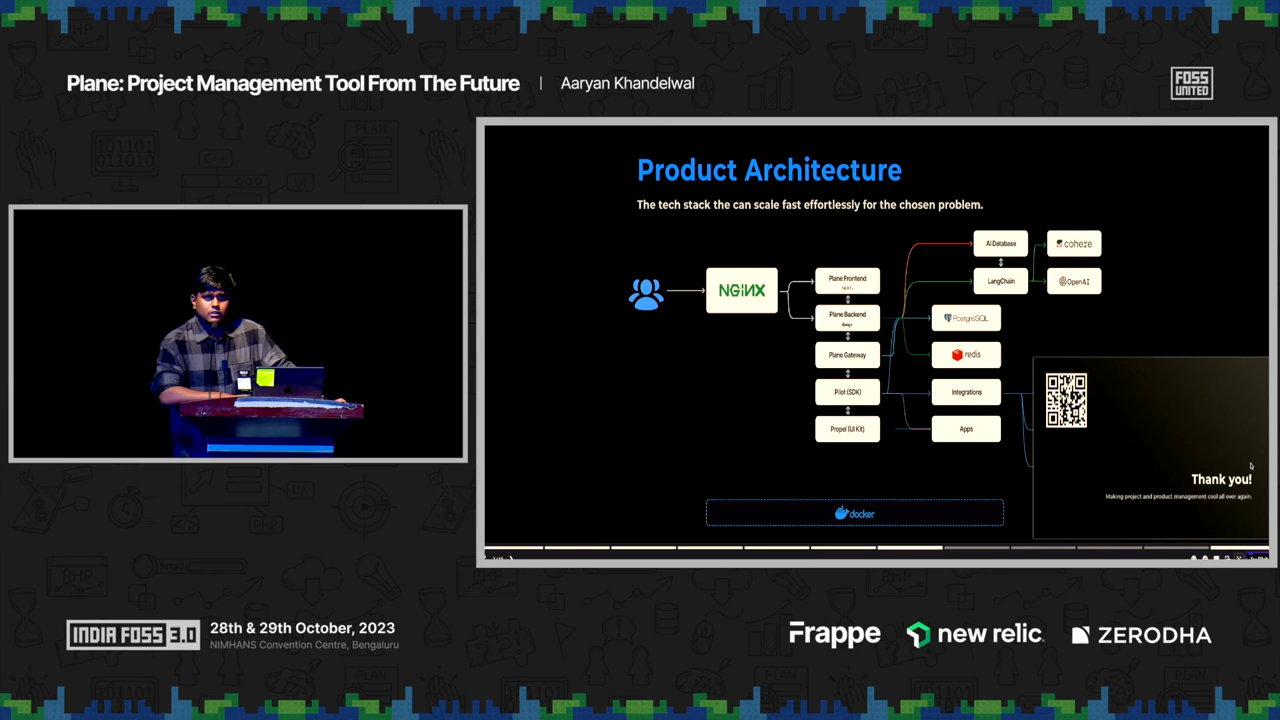 Plane: Project Management Tool From The Future | Aaryan Khandelwal
FOSS
UNITED
Product Architecture
The tech stack the can scale fast effortlessly for the chosen problem.
NGINX
Plane Frontend
Plane Backend
django
Plane Gateway
Pilot (SDK)
Propel (UI Kit)
AI Database
cohere
LangChain
OpenAI
PostgreSQL
redis
Integrations
Apps
docker
Thank you!
Making project and product management cool all over again.
INDIA FOSS 3.0
28th & 29th October, 2023
NIMHANS Convention Centre, Bengaluru
Frappe
new relic
ZERODHA